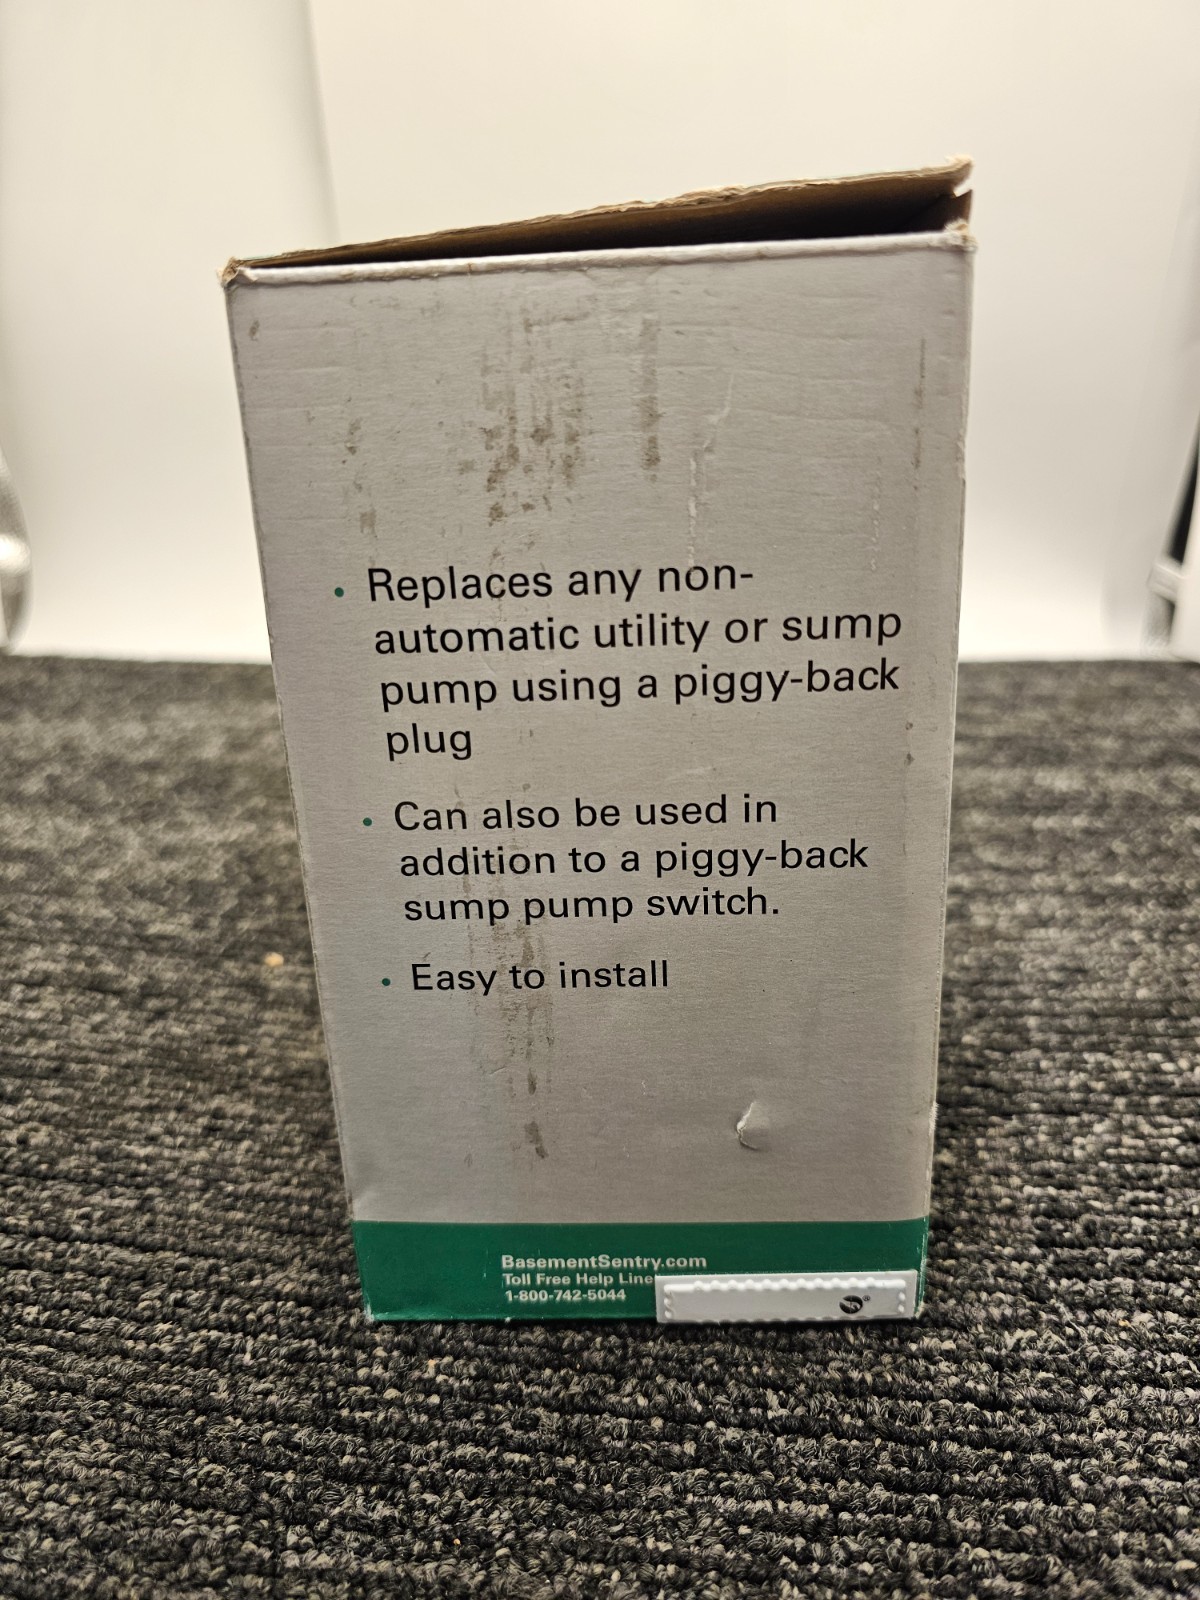 • Replaces any non-
automatic utility or sump
pump using a piggy-back
plug
• Can also be used in
addition to a piggy-back
sump pump switch.
• Easy to install
BasementSentry.com
Toll Free Help Line
1-800-742-5044